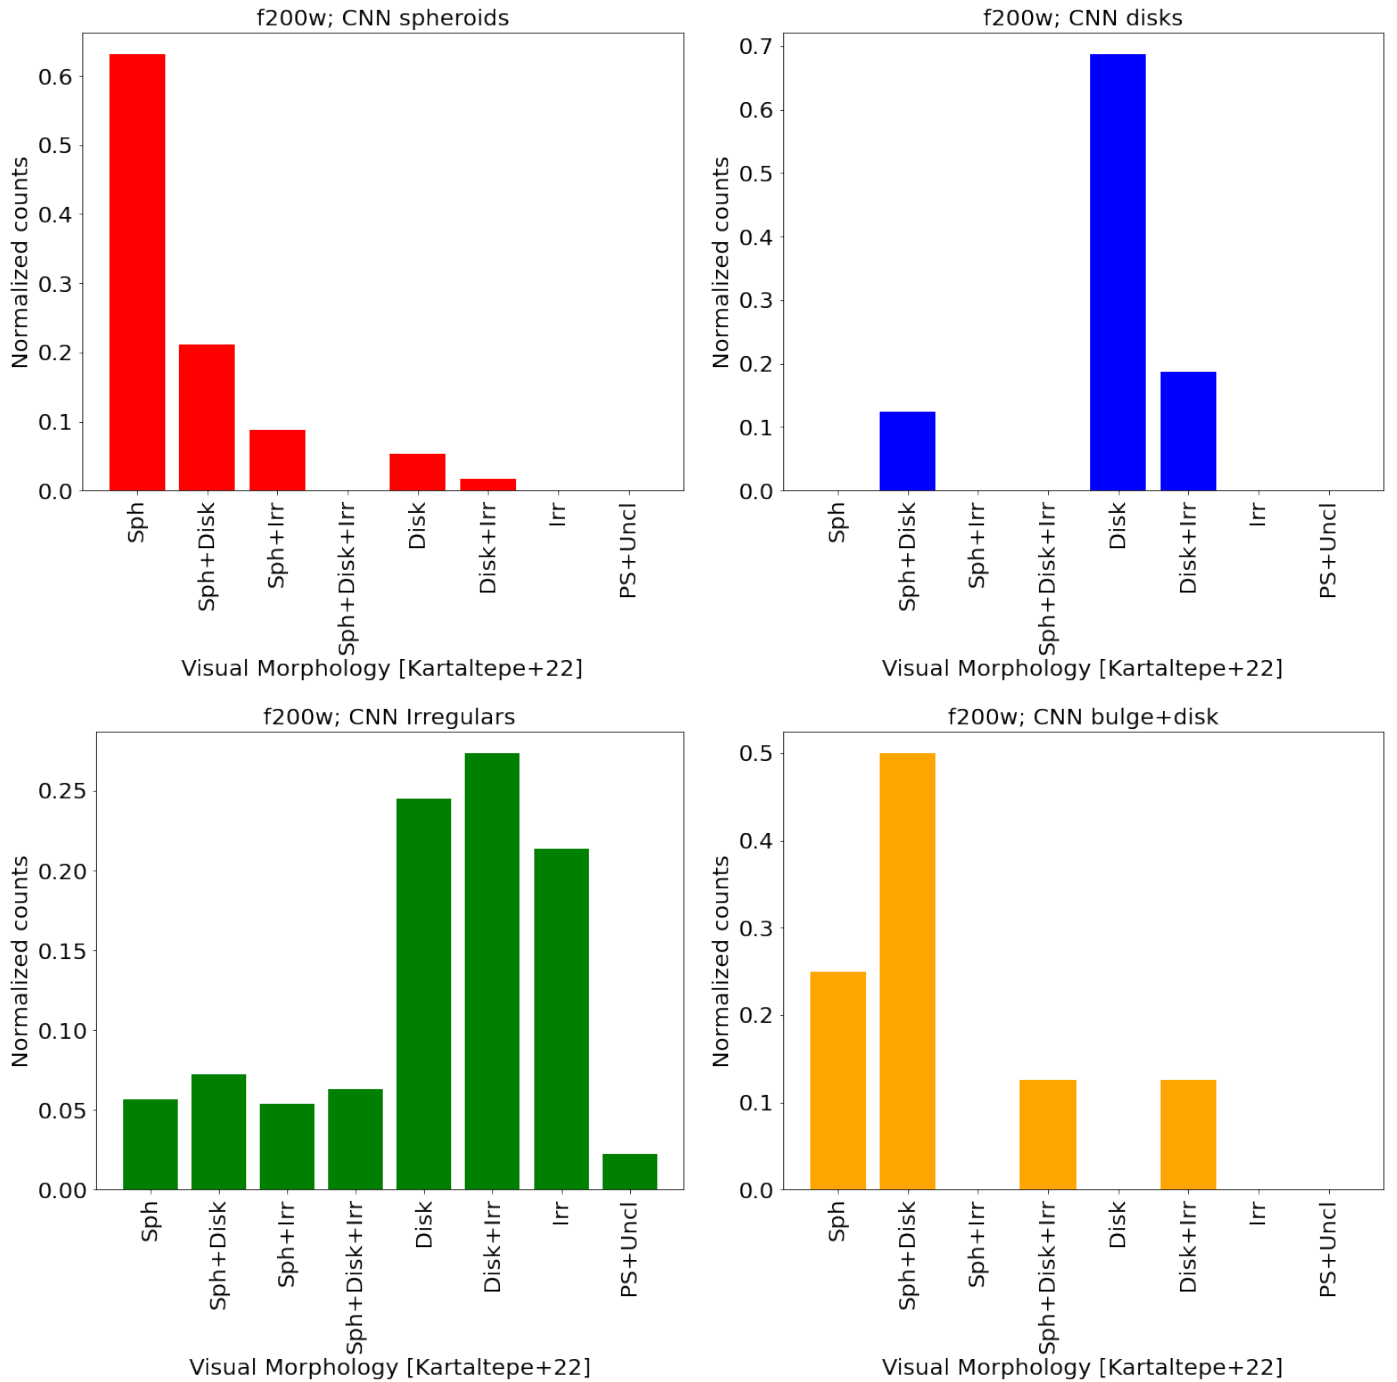 f200w; CNN spheroids
Normalized counts
0.6
0.5
0.4
0.3
0.2
0.1
0.0
Sph
Sph+Disk
Sph+Irr
Sph+Disk+Irr
Disk
Disk+Irr
Irr
PS+Uncl
Visual Morphology [Kartaltepe+22]
f200w; CNN disks
Normalized counts
0.7
0.6
0.5
0.4
0.3
0.2
0.1
0.0
Sph
Sph+Disk
Sph+Irr
Sph+Disk+Irr
Disk
Disk+Irr
Irr
PS+Uncl
Visual Morphology [Kartaltepe+22]
f200w; CNN Irregulars
Normalized counts
0.25
0.20
0.15
0.10
0.05
0.00
Sph
Sph+Disk
Sph+Irr
Sph+Disk+Irr
Disk
Disk+Irr
Irr
PS+Uncl
Visual Morphology [Kartaltepe+22]
f200w; CNN bulge+disk
Normalized counts
0.5
0.4
0.3
0.2
0.1
0.0
Sph
Sph+Disk
Sph+Irr
Sph+Disk+Irr
Disk
Disk+Irr
Irr
PS+Uncl
Visual Morphology [Kartaltepe+22]